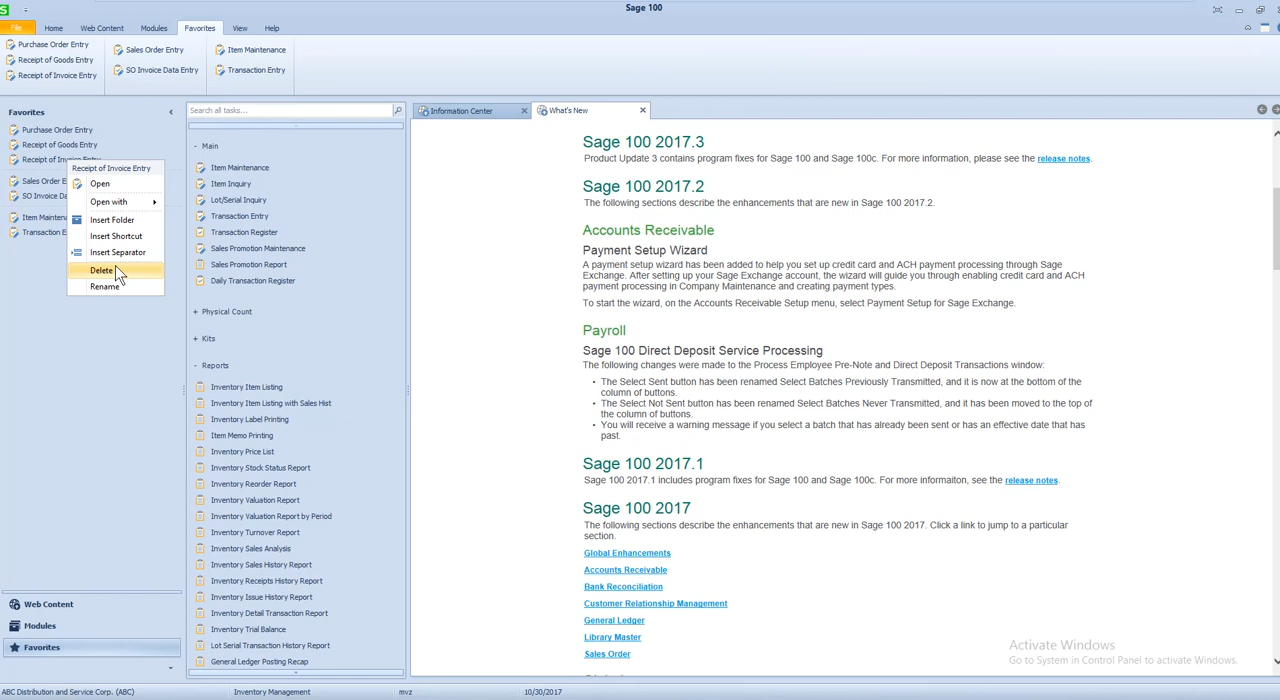 Sage 100
File Home Web Content Modules Favorites View Help
Purchase Order Entry
Receipt of Goods Entry
Receipt of Invoice Entry
Sales Order Entry
SO Invoice Data Entry
Item Maintenance
Transaction Entry
Favorites
Purchase Order Entry
Receipt of Goods Entry
Receipt of Invoice Entry
Sales Order E
SO Invoice Da
Item Maintena
Transaction E
Receipt of Invoice Entry
Open
Open with
Insert Folder
Insert Shortcut
Insert Separator
Delete
Rename
Web Content
Modules
Favorites
Search all tasks...
- Main
Item Maintenance
Item Inquiry
Lot/Serial Inquiry
Transaction Entry
Transaction Register
Sales Promotion Maintenance
Sales Promotion Report
Daily Transaction Register
+ Physical Count
+ Kits
- Reports
Inventory Item Listing
Inventory Item Listing with Sales Hist
Inventory Label Printing
Item Memo Printing
Inventory Price List
Inventory Stock Status Report
Inventory Reorder Report
Inventory Valuation Report
Inventory Valuation Report by Period
Inventory Turnover Report
Inventory Sales Analysis
Inventory Sales History Report
Inventory Receipts History Report
Inventory Issue History Report
Inventory Detail Transaction Report
Inventory Trial Balance
Lot Serial Transaction History Report
General Ledger Posting Recap
Information Center
What's New
Sage 100 2017.3
Product Update 3 contains program fixes for Sage 100 and Sage 100c. For more information, please see the release notes.
Sage 100 2017.2
The following sections describe the enhancements that are new in Sage 100 2017.2.
Accounts Receivable
Payment Setup Wizard
A payment setup wizard has been added to help you set up credit card and ACH payment processing through Sage
Exchange. After setting up your Sage Exchange account, the wizard will guide you through enabling credit card and ACH
payment processing in Company Maintenance and creating payment types.
To start the wizard, on the Accounts Receivable Setup menu, select Payment Setup for Sage Exchange.
Payroll
Sage 100 Direct Deposit Service Processing
The following changes were made to the Process Employee Pre-Note and Direct Deposit Transactions window:
• The Select Sent button has been renamed Select Batches Previously Transmitted, and it is now at the bottom of the
column of buttons.
• The Select Not Sent button has been renamed Select Batches Never Transmitted, and it has been moved to the top of
the column of buttons.
• You will receive a warning message if you select a batch that has already been sent or has an effective date that has
past.
Sage 100 2017.1
Sage 100 2017.1 includes program fixes for Sage 100 and Sage 100c. For more informaiton, see the release notes.
Sage 100 2017
The following sections describe the enhancements that are new in Sage 100 2017. Click a link to jump to a particular
section.
Global Enhancements
Accounts Receivable
Bank Reconciliation
Customer Relationship Management
General Ledger
Library Master
Sales Order
Activate Windows
Go to System in Control Panel to activate Windows.
ABC Distribution and Service Corp. (ABC) Inventory Management mvz 10/30/2017